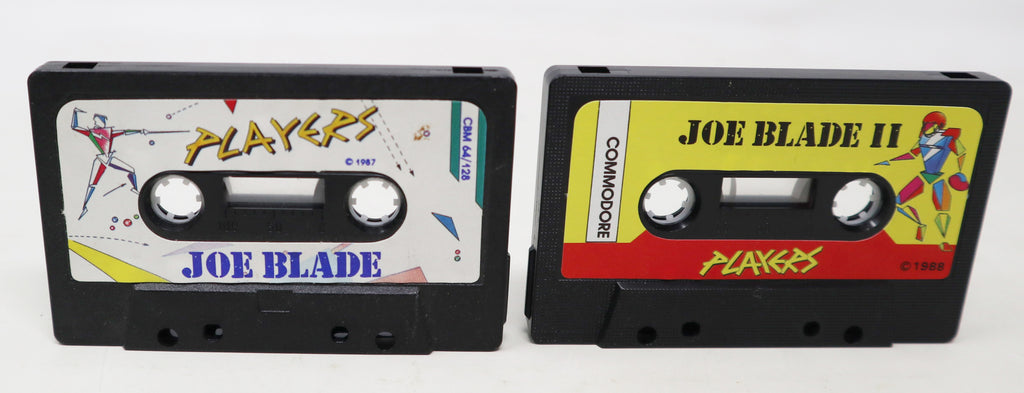 PLAYERS
© 1987
CBM 64/128
JOE BLADE
JOE BLADE II
COMMODORE
PLAYERS
© 1988